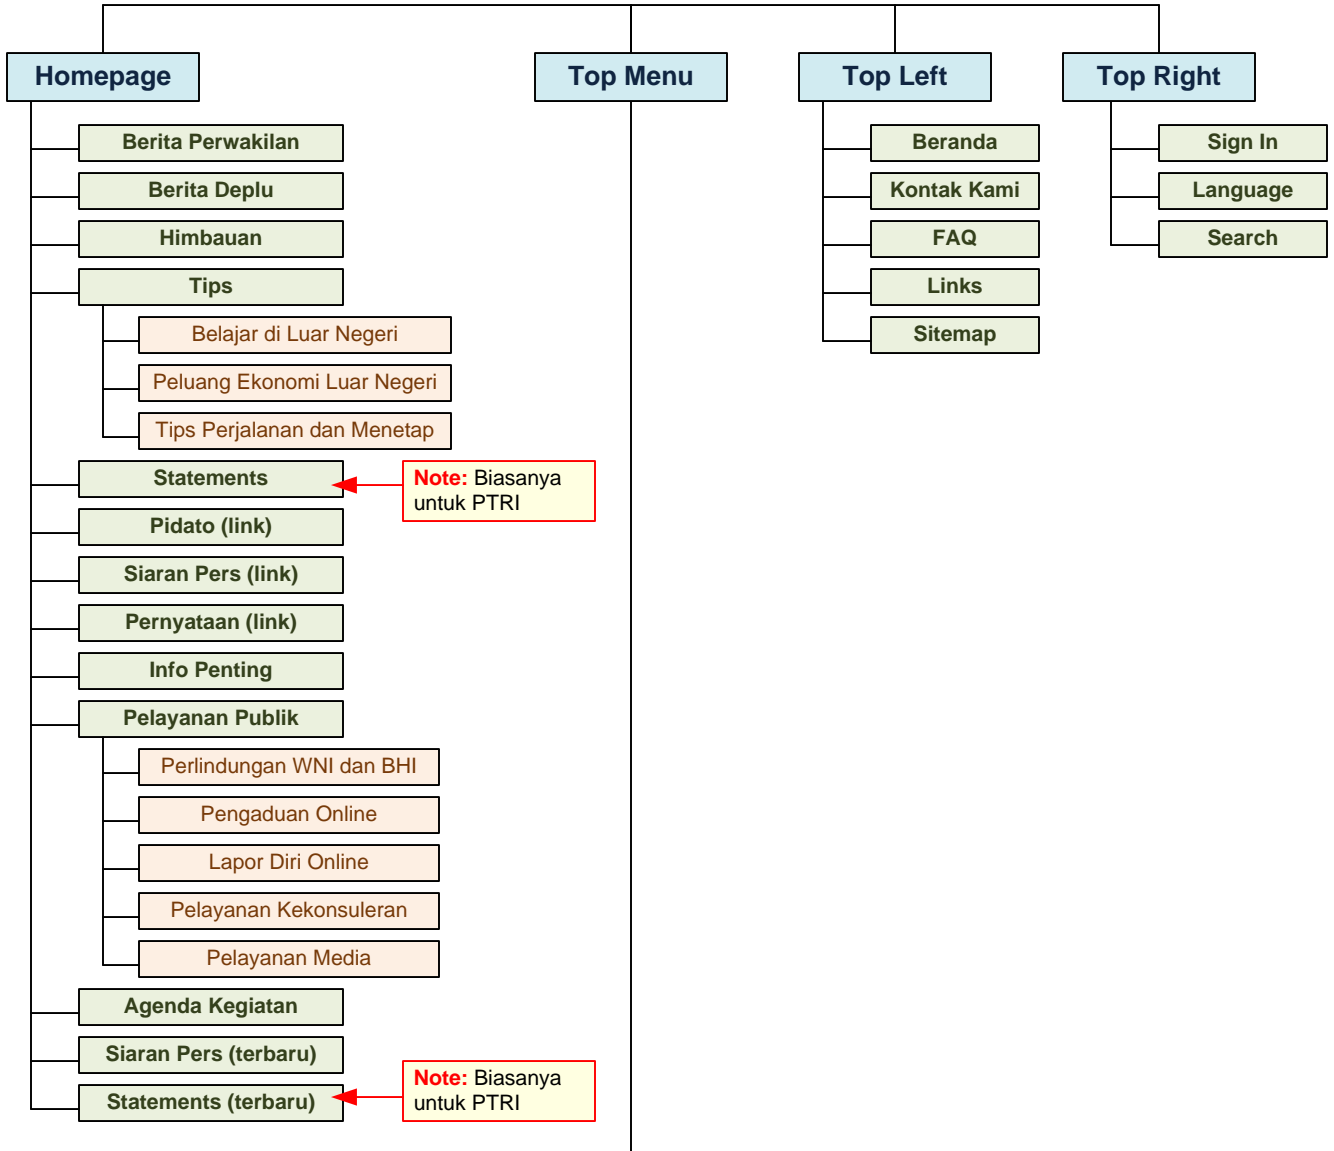 Homepage
Top Menu
Top Left
Top Right
Berita Perwakilan
Berita Deplu
Himbauan
Tips
Belajar di Luar Negeri
Peluang Ekonomi Luar Negeri
Tips Perjalanan dan Menetap
Statements
Note: Biasanya
untuk PTRI
Pidato (link)
Siaran Pers (link)
Pernyataan (link)
Info Penting
Pelayanan Publik
Perlindungan WNI dan BHI
Pengaduan Online
Lapor Diri Online
Pelayanan Kekonsuleran
Pelayanan Media
Agenda Kegiatan
Siaran Pers (terbaru)
Statements (terbaru)
Note: Biasanya
untuk PTRI
Beranda
Kontak Kami
FAQ
Links
Sitemap
Sign In
Language
Search